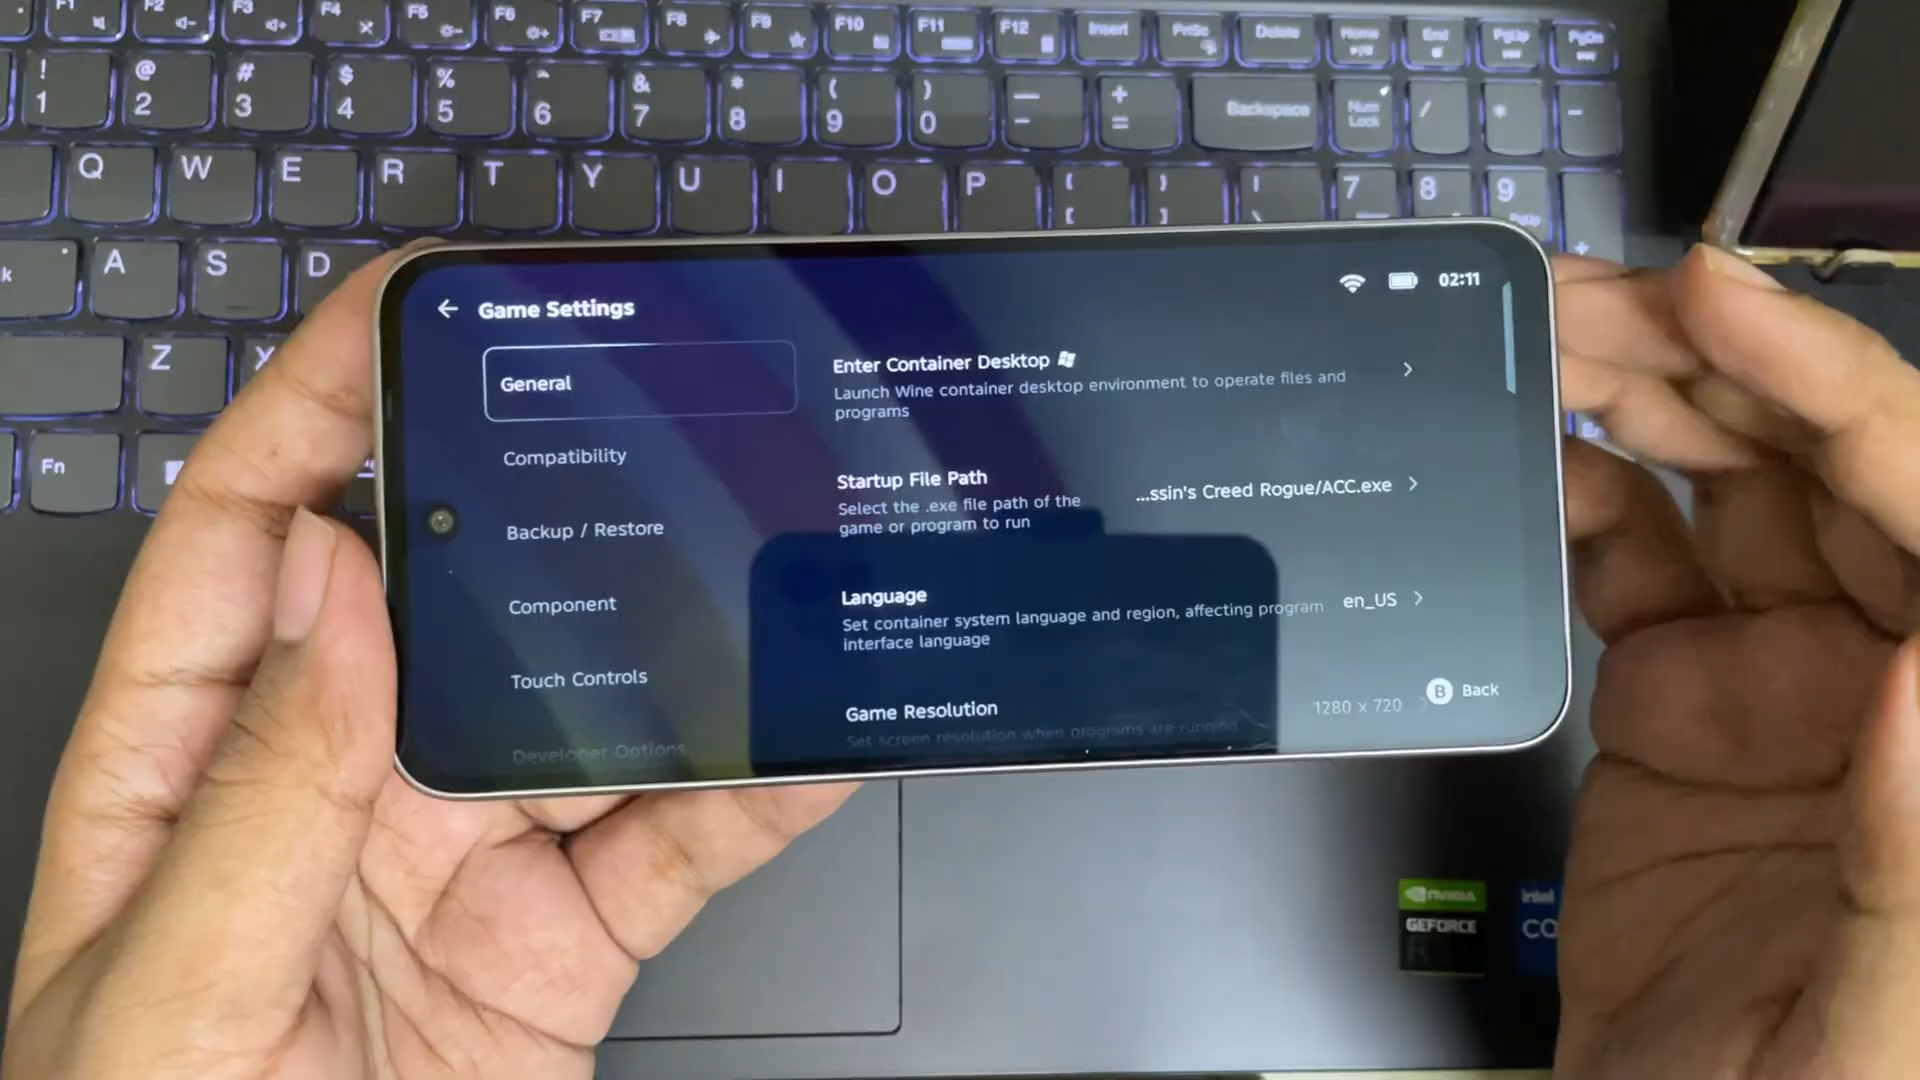 F1 F2 F3 F4 F5 F6 F7 F8 F9 F10 F11 F12 Insert PrtSc Delete Home End PgUp PgDn
! @ # $ % ^ & * ( ) — +
1 2 3 4 5 6 7 8 9 0 - = Backspace Num Lock / * -
Q W E R T Y U I O P [ ] \ 7 8 9
PgUp
A S D
+
k
Z X
Fn
02:11
← Game Settings
General
Compatibility
Backup / Restore
Component
Touch Controls
Developer Options
Enter Container Desktop
Launch Wine container desktop environment to operate files and
programs
Startup File Path
Select the .exe file path of the
game or program to run
...ssin's Creed Rogue/ACC.exe
Language
Set container system language and region, affecting program
interface language
en_US
Game Resolution
Set screen resolution when programs are running
1280 x 720
B Back
NVIDIA
GEFORCE
intel
CO